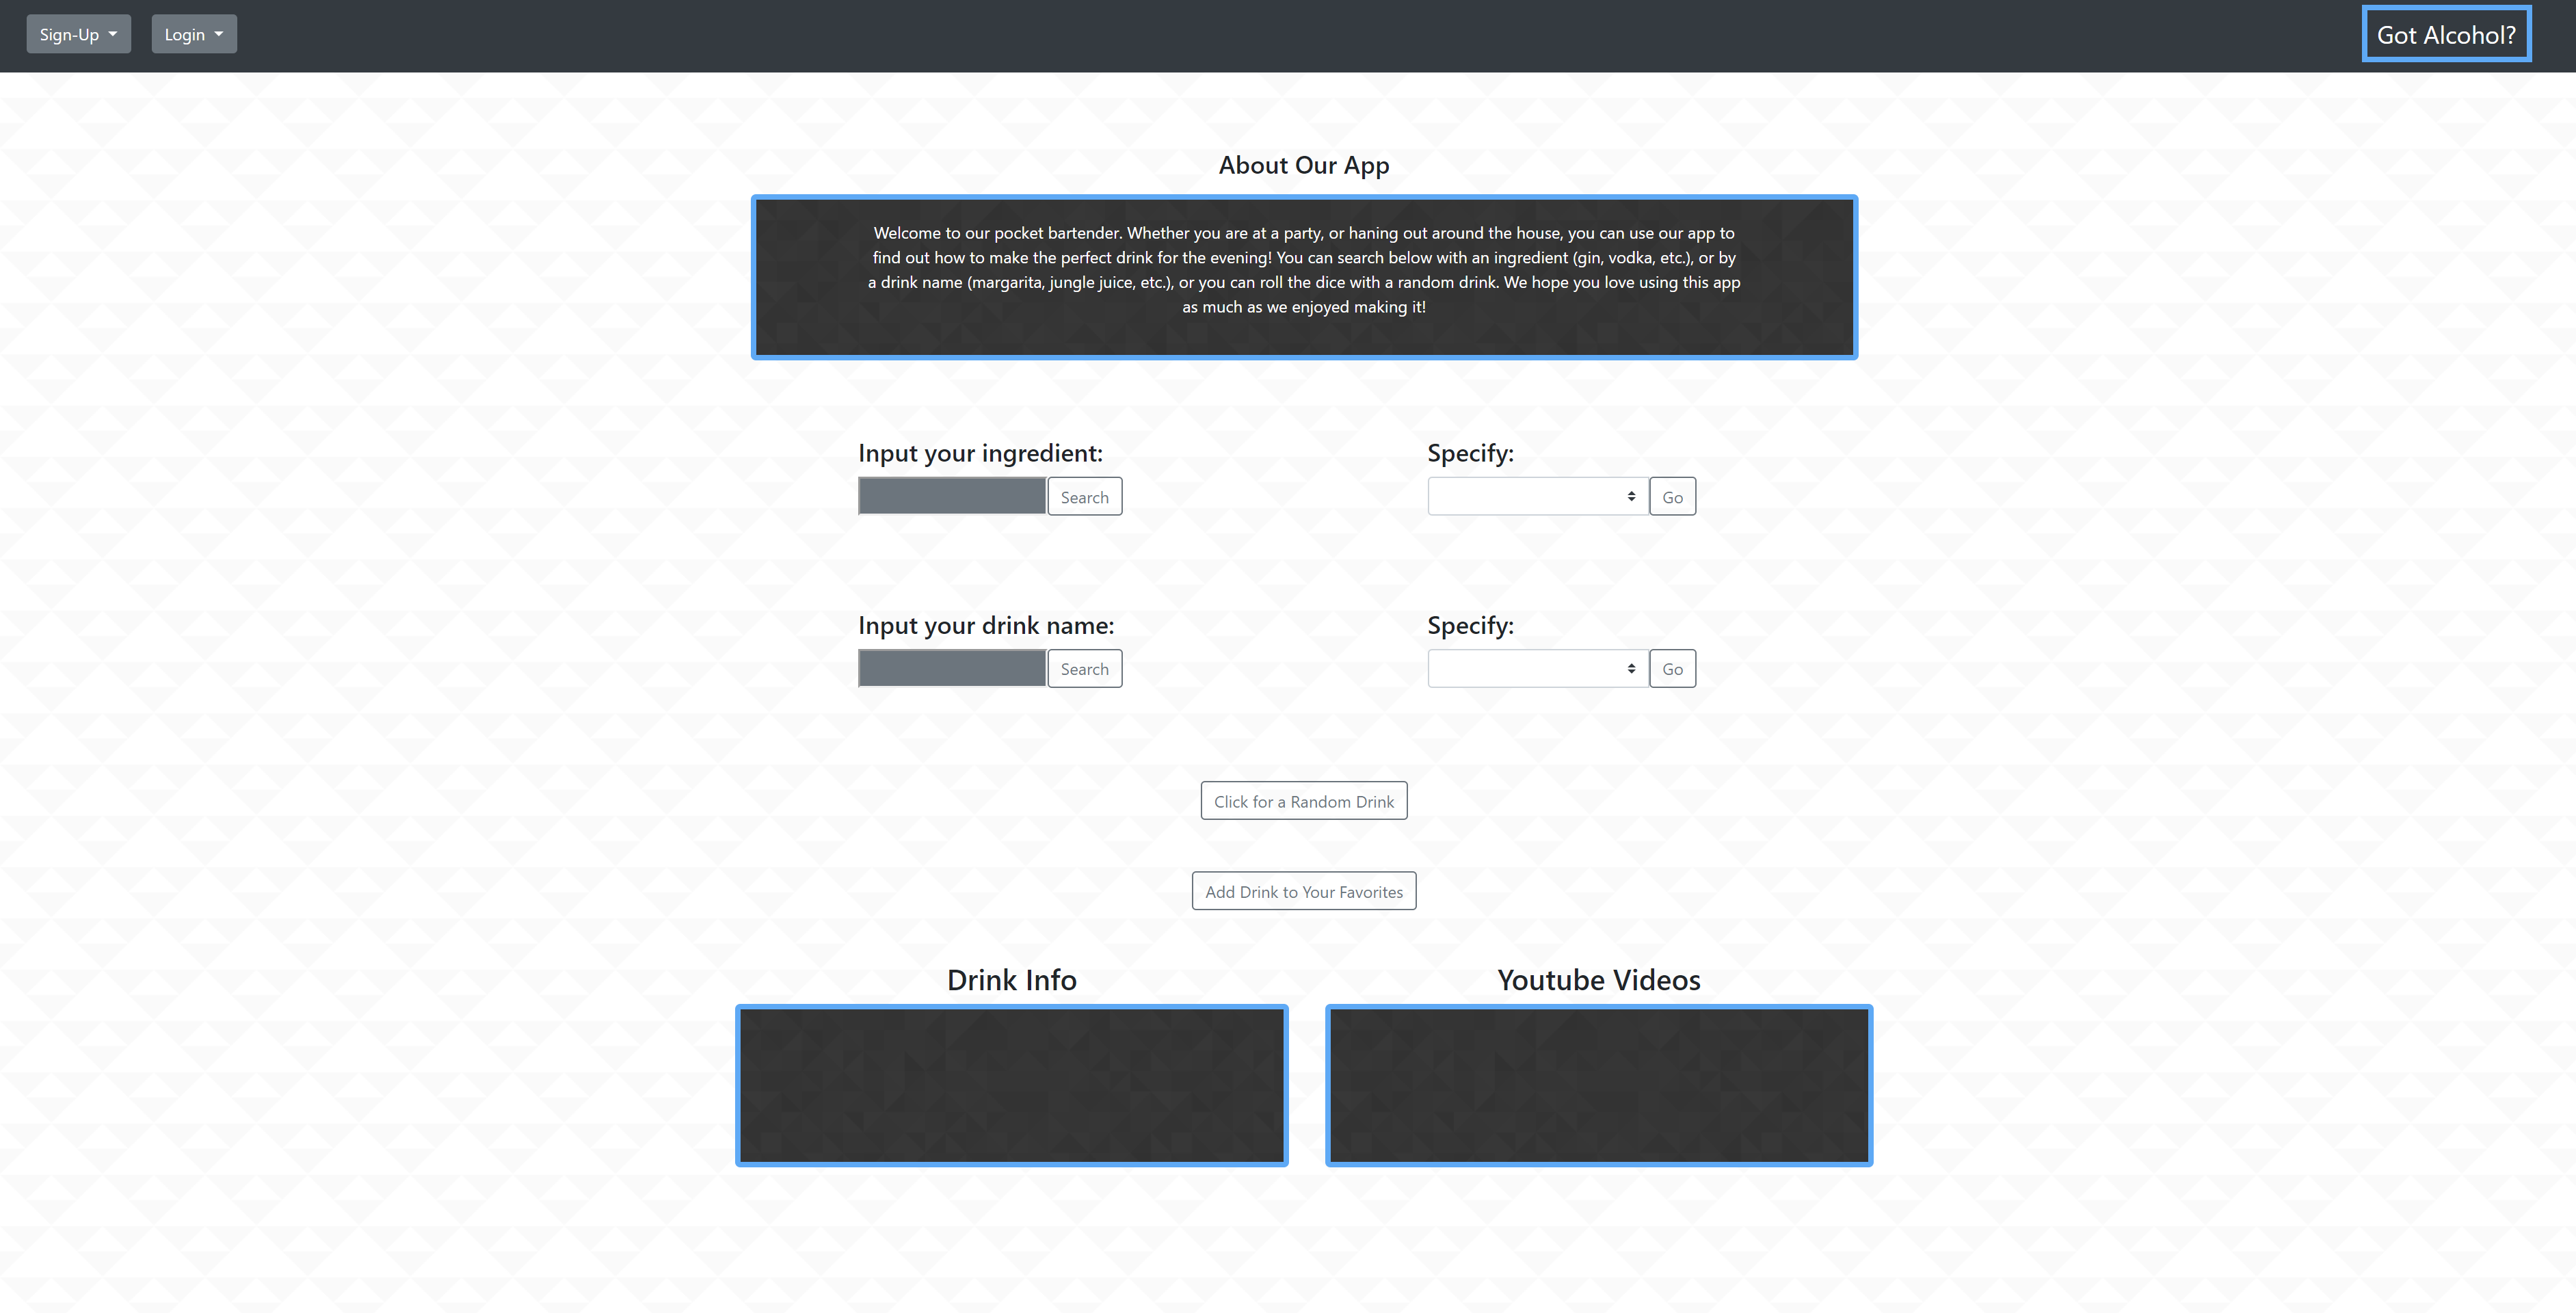 Sign-Up
Login
Got Alcohol?
About Our App
Welcome to our pocket bartender. Whether you are at a party, or haning out around the house, you can use our app to
find out how to make the perfect drink for the evening! You can search below with an ingredient (gin, vodka, etc.), or by
a drink name (margarita, jungle juice, etc.), or you can roll the dice with a random drink. We hope you love using this app
as much as we enjoyed making it!
Input your ingredient:
Specify:
Search
Go
Input your drink name:
Specify:
Search
Go
Click for a Random Drink
Add Drink to Your Favorites
Drink Info
Youtube Videos